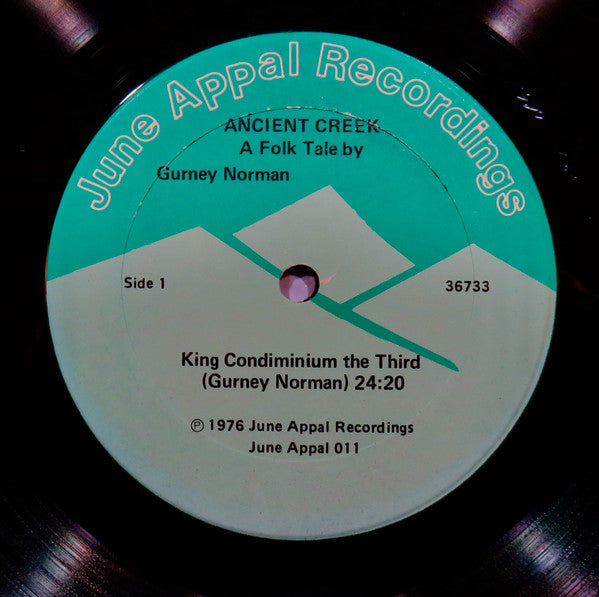 June Appal Recordings
ANCIENT CREEK
A Folk Tale by
Gurney Norman
Side 1
36733
King Condiminium the Third
(Gurney Norman) 24:20
℗ 1976 June Appal Recordings
June Appal 011